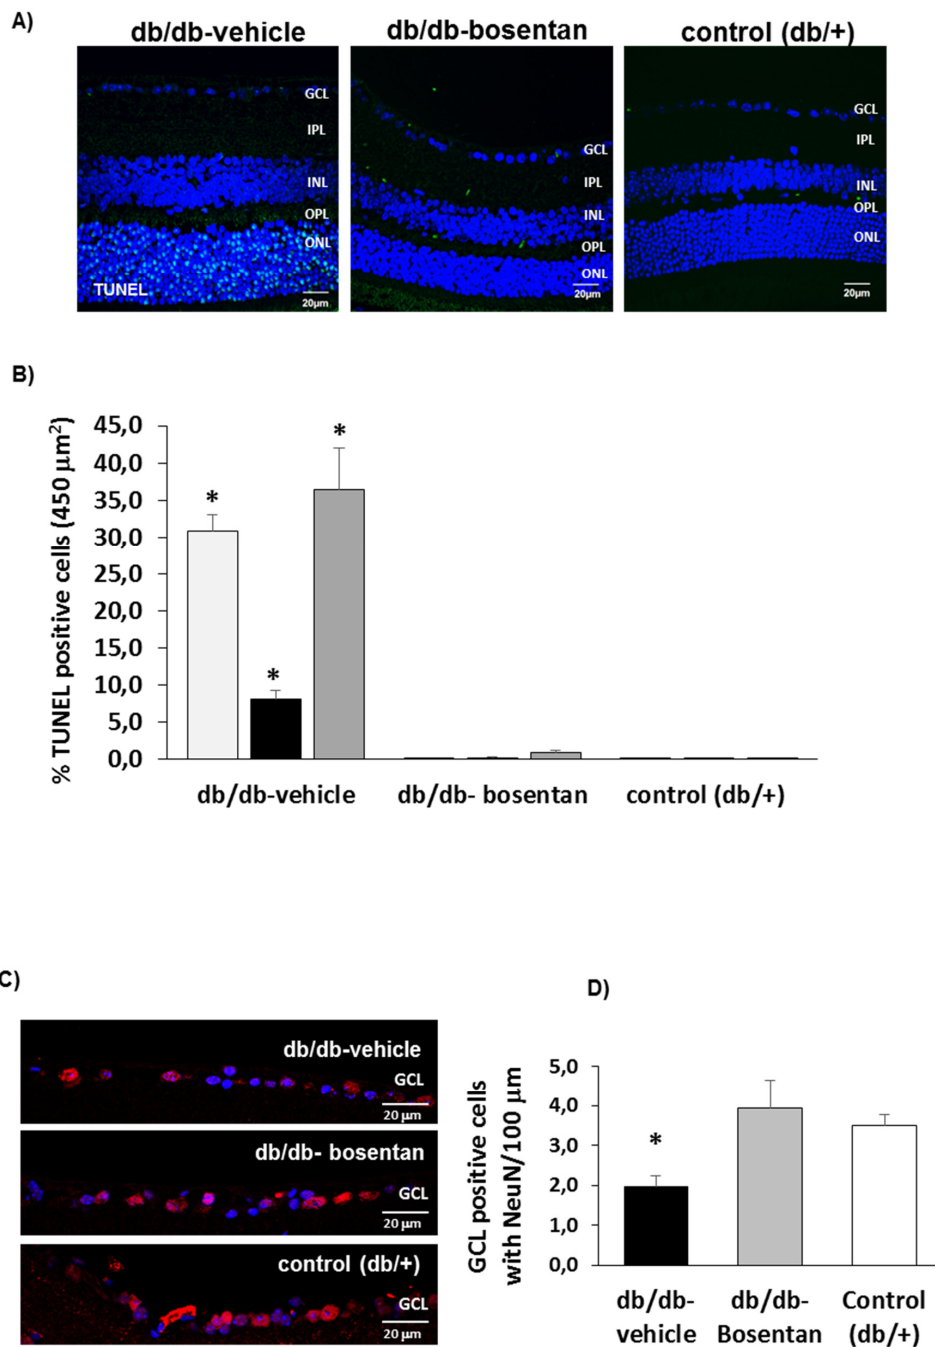 A)
db/db-vehicle
db/db-bosentan
control (db/+)
GCL
IPL
INL
OPL
ONL
TUNEL
20µm
GCL
IPL
INL
OPL
ONL
20µm
GCL
IPL
INL
OPL
ONL
20µm
B)
% TUNEL positive cells (450 µm²)
45,0
40,0
35,0
30,0
25,0
20,0
15,0
10,0
5,0
0,0
*
*
*
db/db-vehicle
db/db- bosentan
control (db/+)
C)
db/db-vehicle
GCL
20 µm
db/db- bosentan
GCL
20 µm
control (db/+)
GCL
20 µm
D)
GCL positive cells
with NeuN/100 µm
5,0
4,0
3,0
2,0
1,0
0,0
*
db/db-
vehicle
db/db-
Bosentan
Control
(db/+)